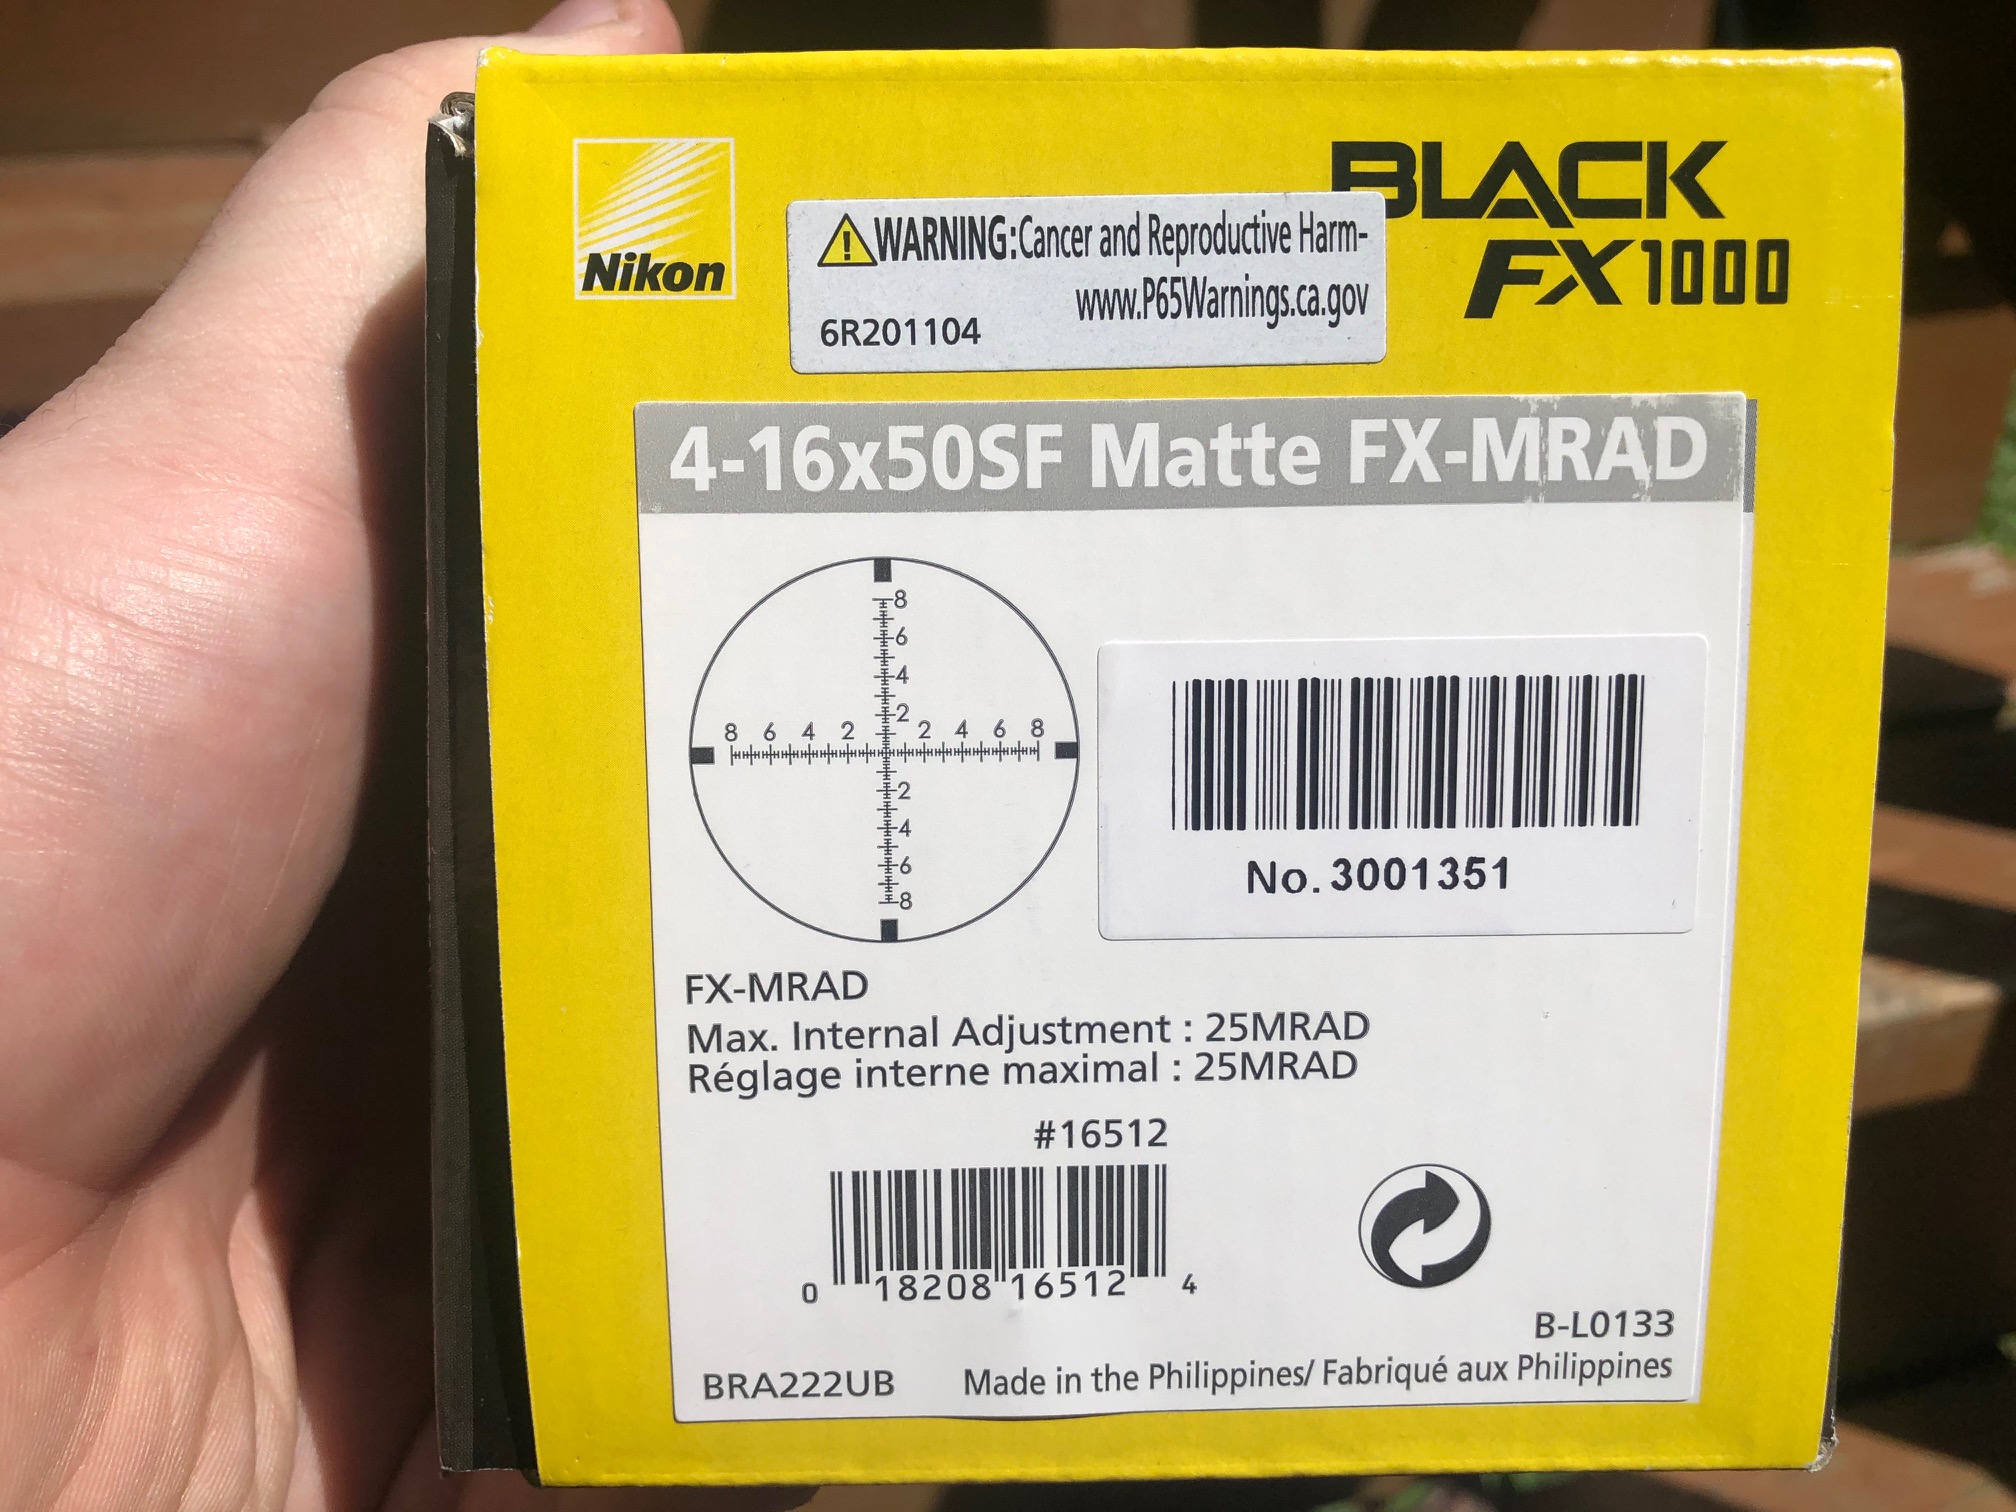 Nikon
BLACK
FX1000
WARNING:Cancer and Reproductive Harm-
www.P65Warnings.ca.gov
6R201104
4-16x50SF Matte FX-MRAD
8
6
4
2
8 6 4 2 2 4 6 8
2
4
6
8
No. 3001351
FX-MRAD
Max. Internal Adjustment : 25MRAD
Réglage interne maximal : 25MRAD
#16512
0 18208 16512 4
B-L0133
BRA222UB Made in the Philippines/ Fabriqué aux Philippines